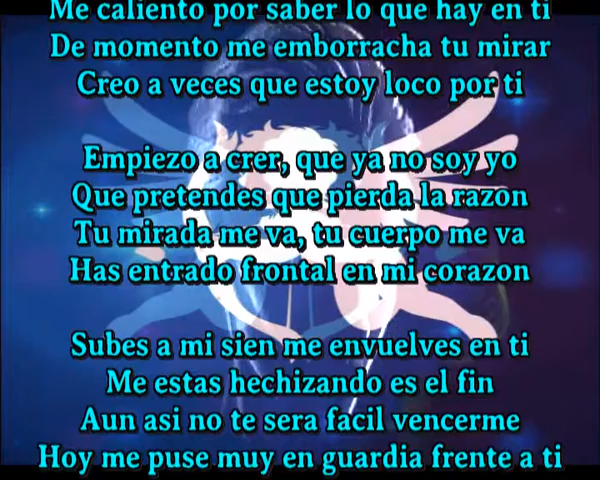 Me caliento por saber lo que hay en ti
De momento me emborracha tu mirar
Creo a veces que estoy loco por ti
Empiezo a crer, que ya no soy yo
Que pretendes que pierda la razon
Tu mirada me va, tu cuerpo me va
Has entrado frontal en mi corazon
Subes a mi sien me envuelves en ti
Me estas hechizando es el fin
Aun asi no te sera facil vencerme
Hoy me puse muy en guardia frente a ti